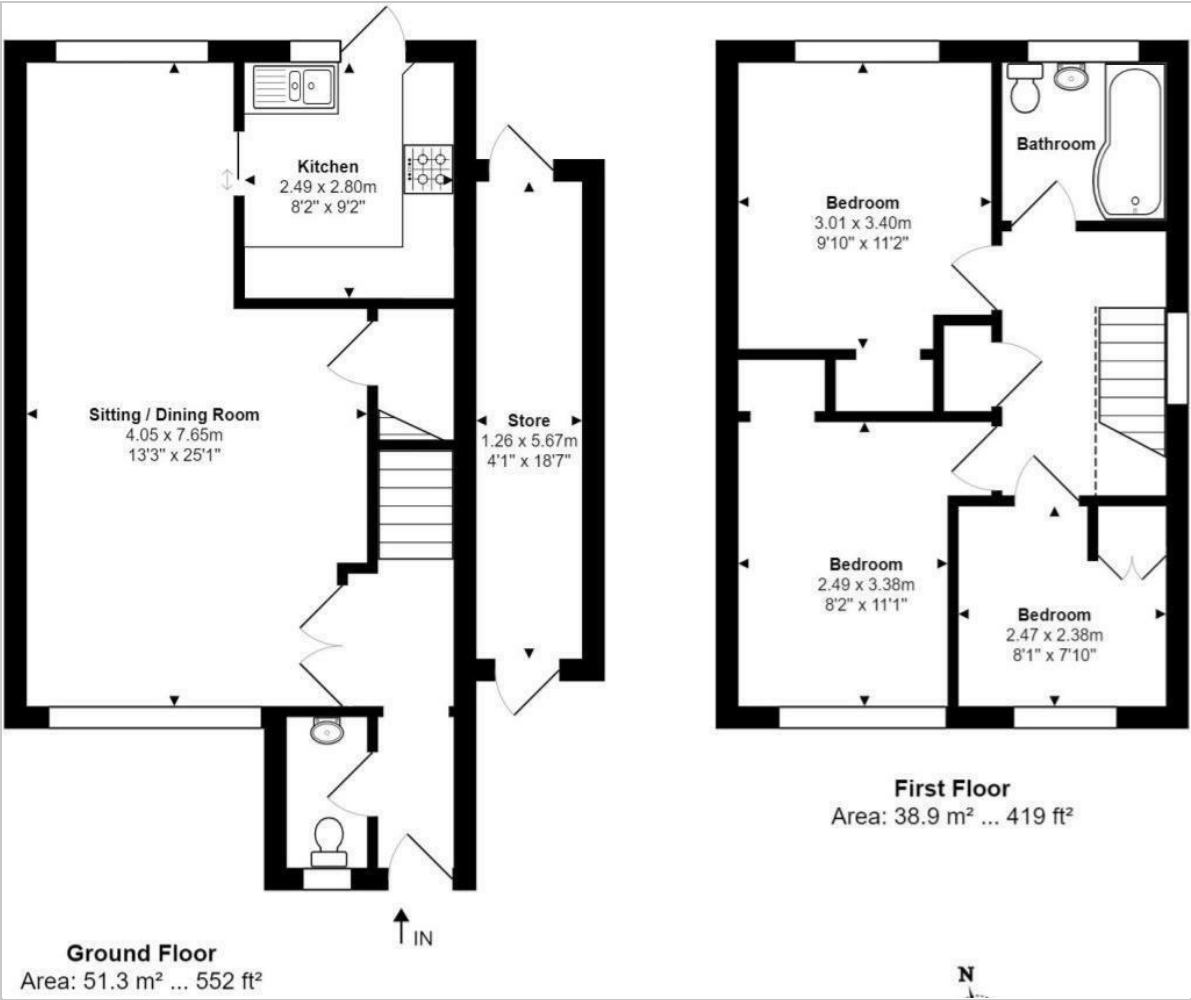 Kitchen
2.49 x 2.80m
8'2" x 9'2"
Sitting / Dining Room
4.05 x 7.65m
13'3" x 25'1"
Store
1.26 x 5.67m
4'1" x 18'7"
IN
Ground Floor
Area: 51.3 m² ... 552 ft²
Bathroom
Bedroom
3.01 x 3.40m
9'10" x 11'2"
Bedroom
2.49 x 3.38m
8'2" x 11'1"
Bedroom
2.47 x 2.38m
8'1" x 7'10"
First Floor
Area: 38.9 m² ... 419 ft²
N